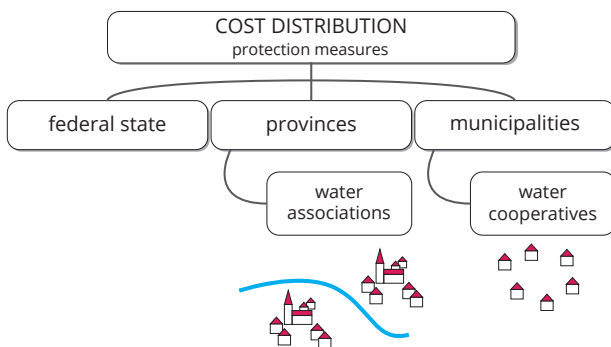 COST DISTRIBUTION
protection measures
federal state
provinces
municipalities
water
associations
water
cooperatives